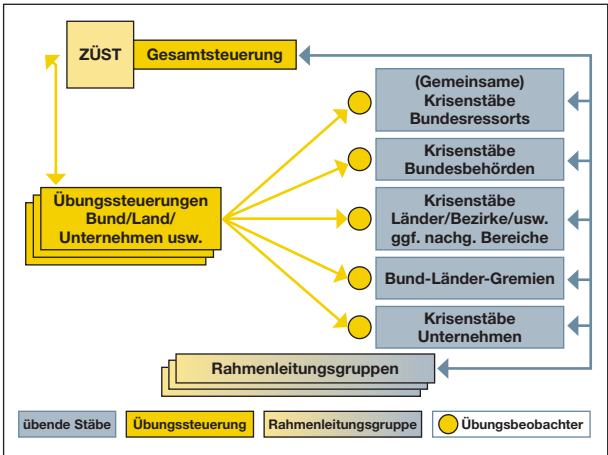 ZÜST
Gesamtsteuerung
(Gemeinsame)
Krisenstäbe
Bundesressorts
Krisenstäbe
Bundesbehörden
Übungssteuerungen
Bund/Land/
Unternehmen usw.
Krisenstäbe
Länder/Bezirke/usw.
ggf. nachg. Bereiche
Bund-Länder-Gremien
Krisenstäbe
Unternehmen
Rahmenleitungsgruppen
übende Stäbe
Übungssteuerung
Rahmenleitungsgruppe
Übungsbeobachter